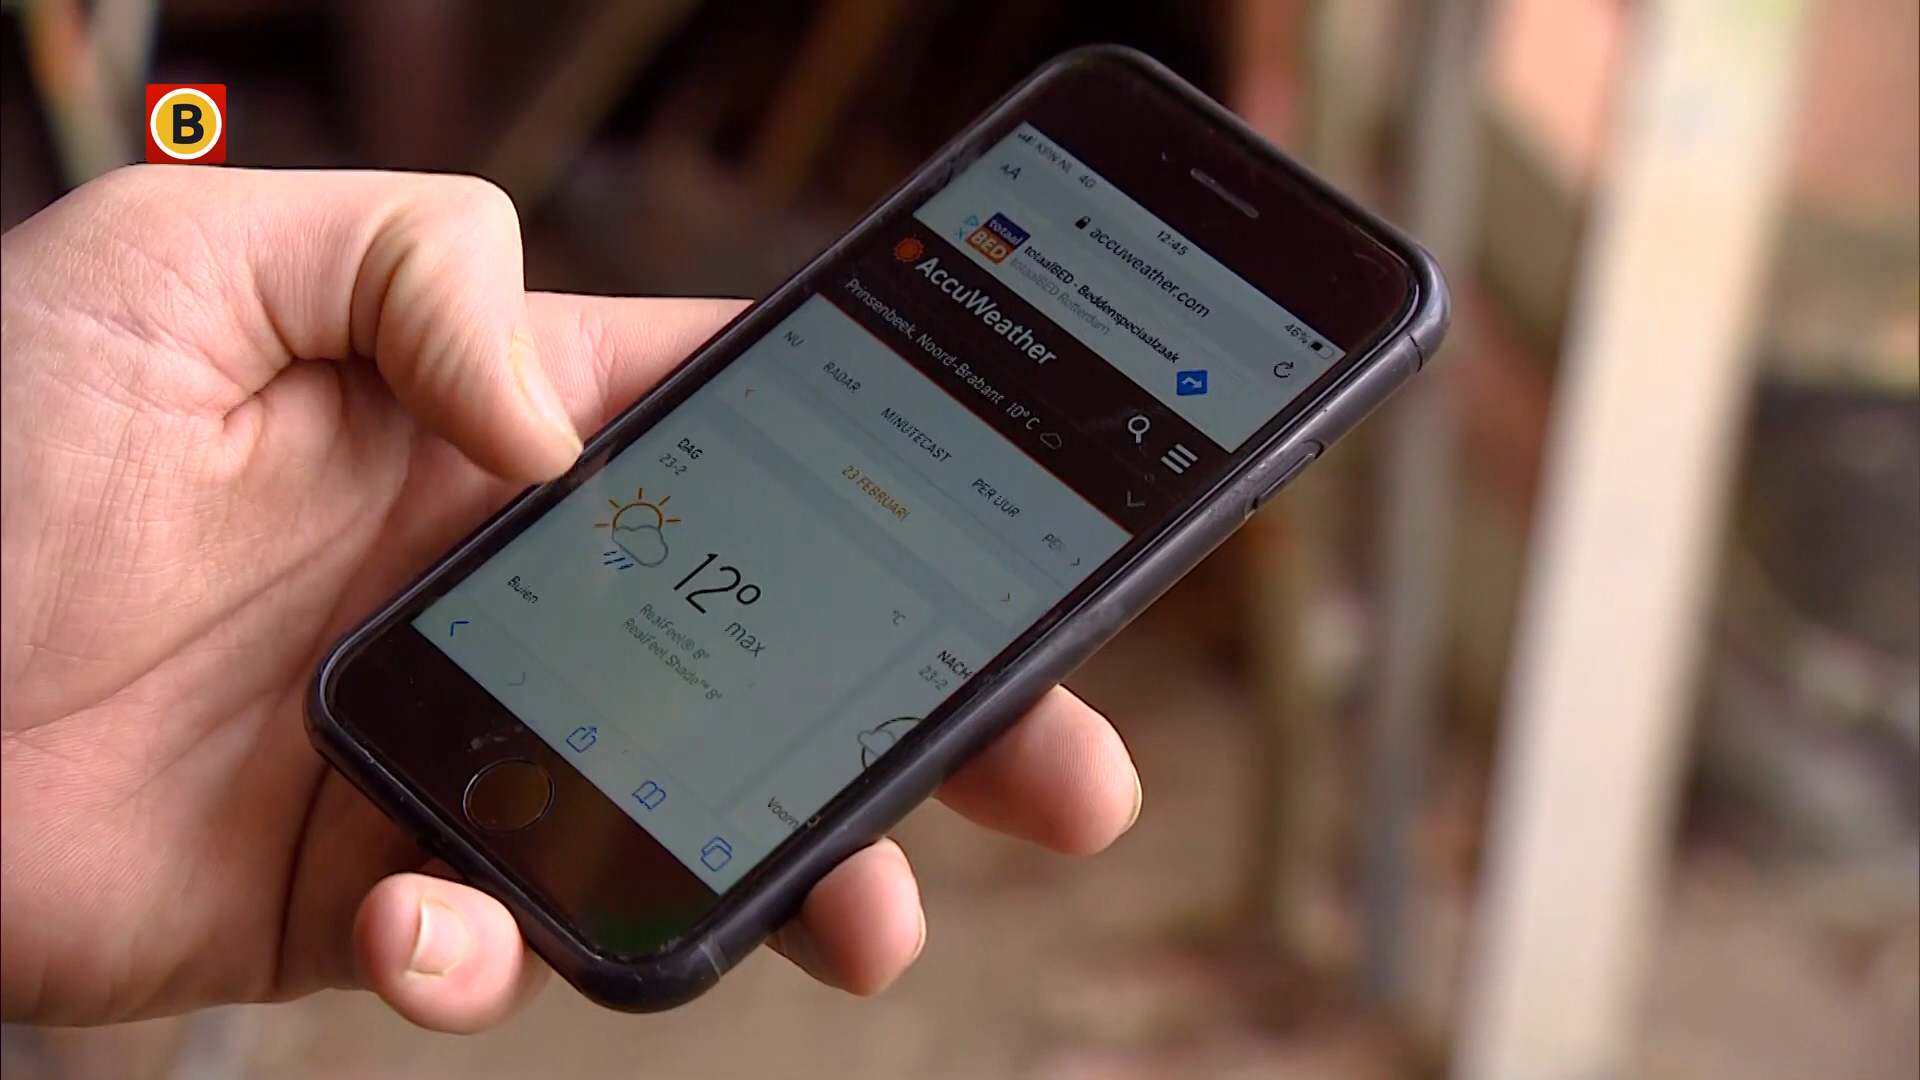 B
KPN NL 4G 12:45 46%
AA accuweather.com
totaal
BED
totaalBED - Beddenspeciaalzaak
totaalBED Rotterdam
AccuWeather
Prinsenbeek, Noord-Brabant 10°C
NU RADAR MINUTECAST PER UUR PE
23 FEBRUARI
DAG
23-2
12° max
°C
RealFeel® 8°
RealFeel Shade™ 8°
Buien
NACH
23-2